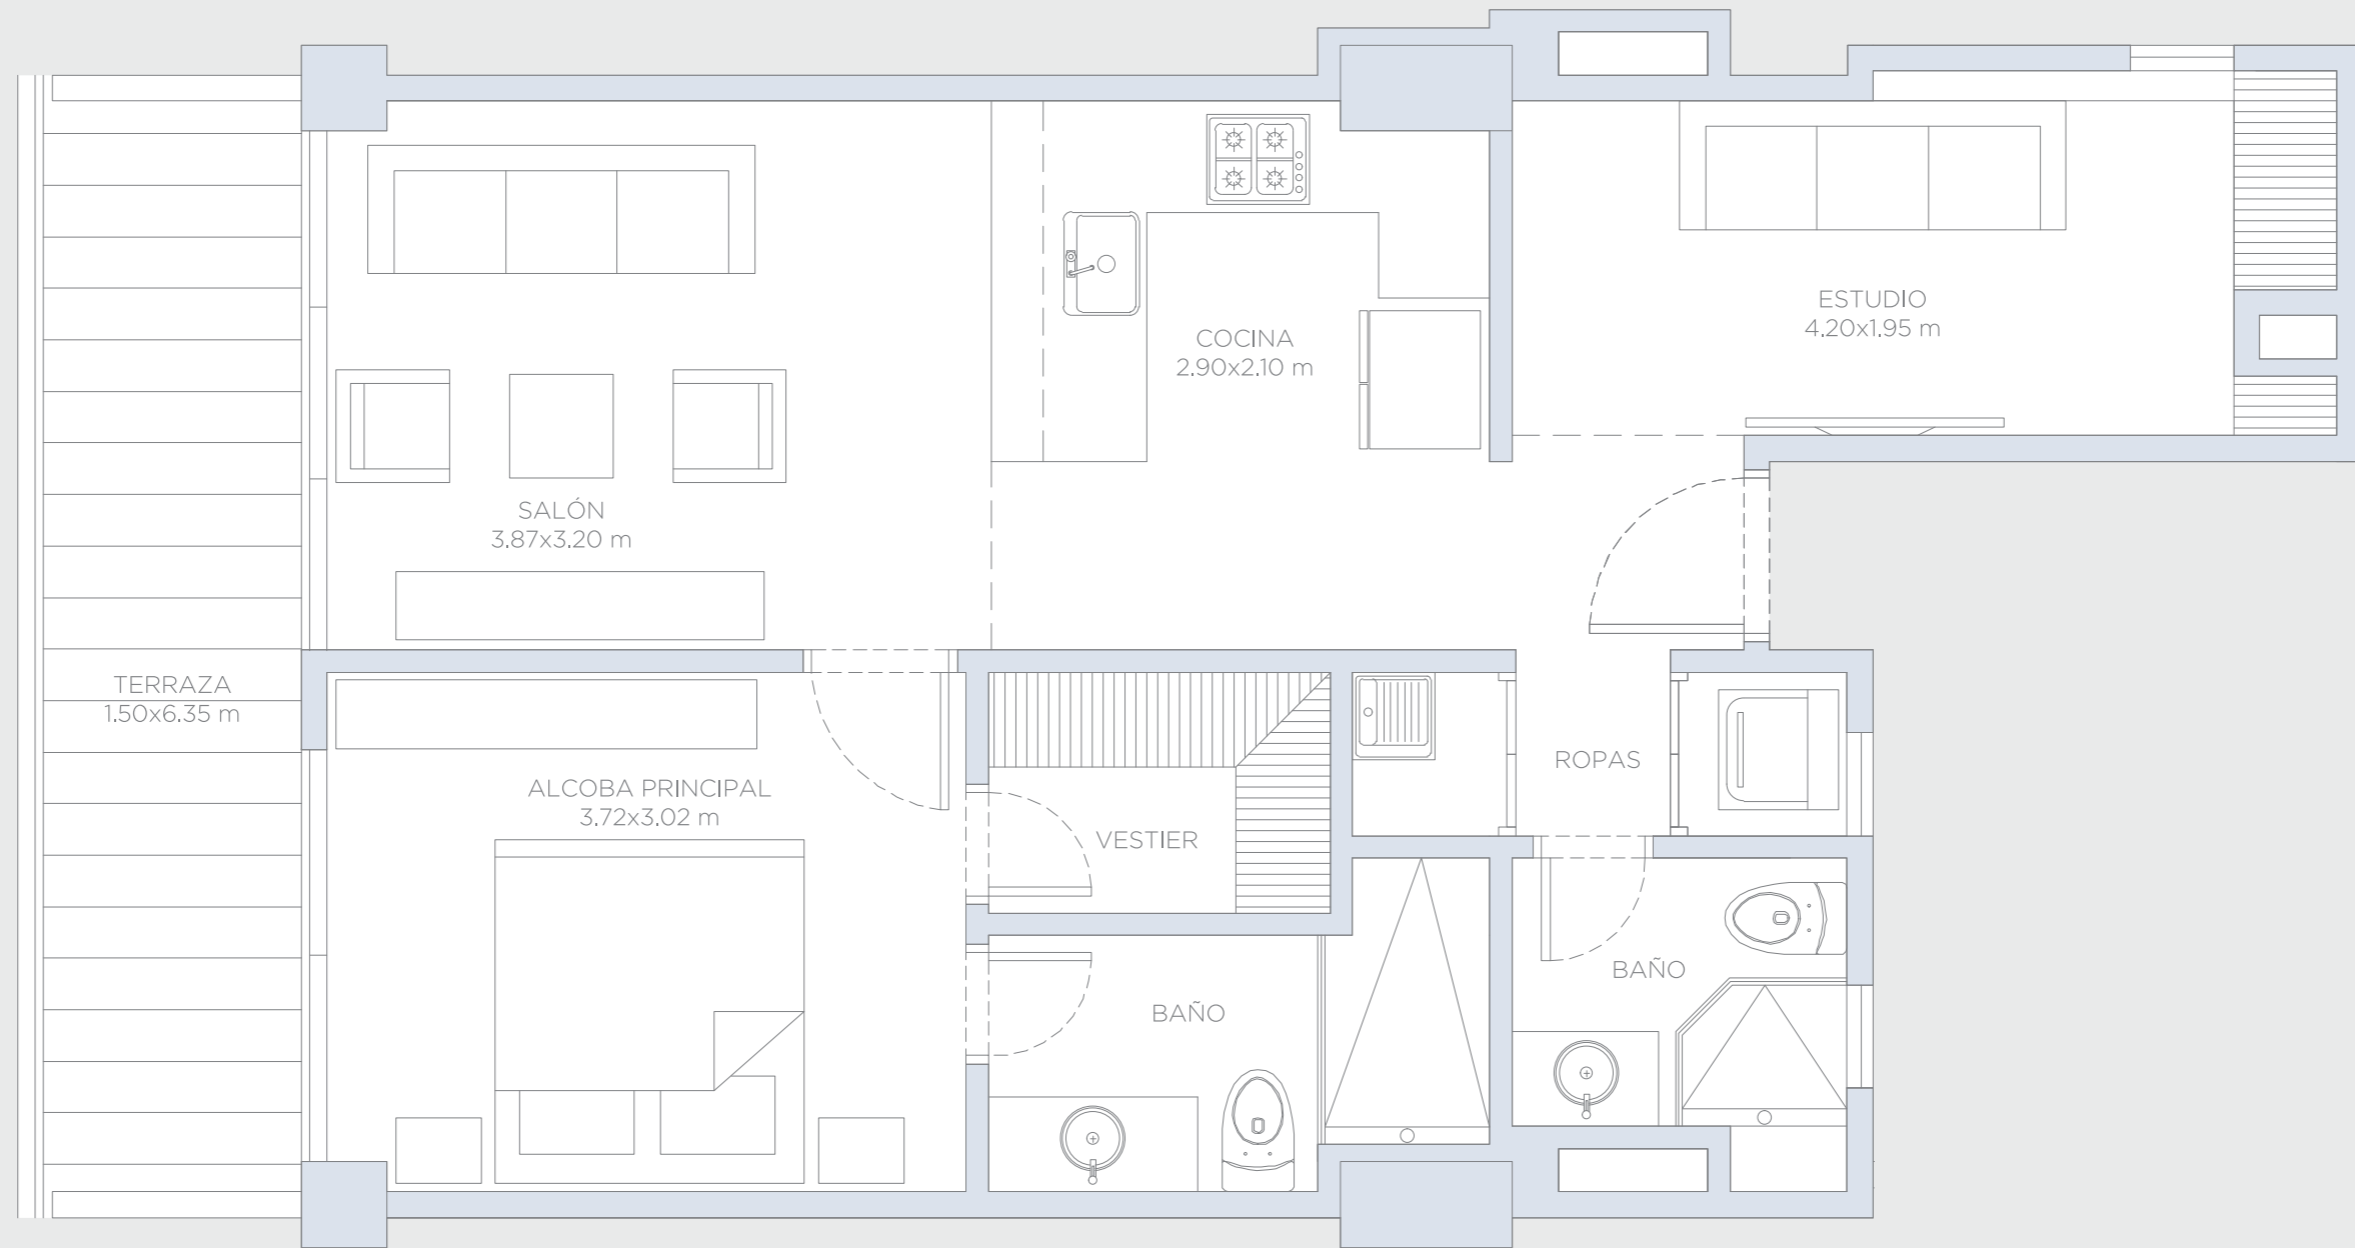 ESTUDIO
4.20x1.95 m
COCINA
2.90x2.10 m
SALÓN
3.87x3.20 m
TERRAZA
1.50x6.35 m
ALCOBA PRINCIPAL
3.72x3.02 m
VESTIER
ROPAS
BAÑO
BAÑO